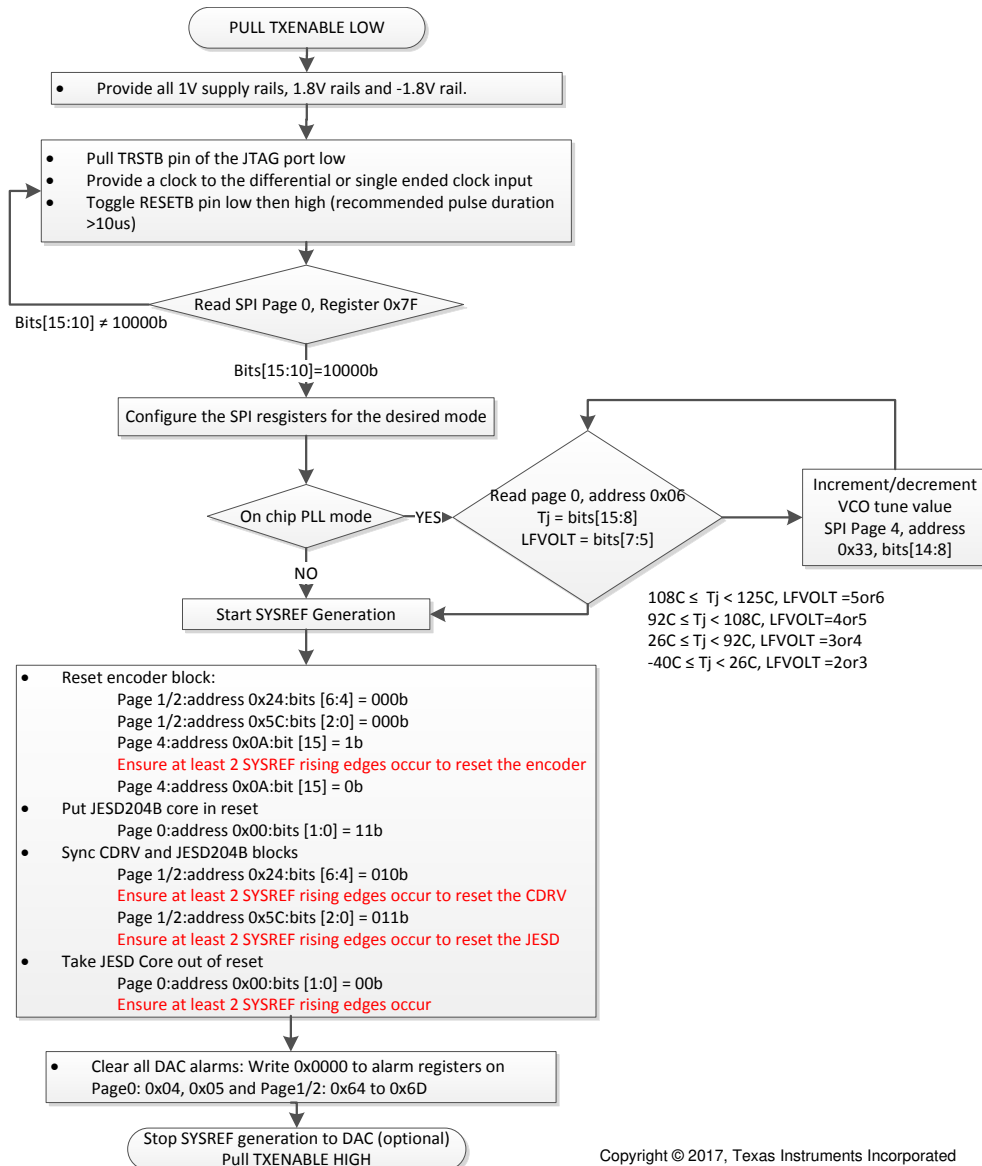 PULL TXENABLE LOW
• Provide all 1V supply rails, 1.8V rails and -1.8V rail.
• Pull TRSTB pin of the JTAG port low
• Provide a clock to the differential or single ended clock input
• Toggle RESETB pin low then high (recommended pulse duration
>10us)
Read SPI Page 0, Register 0x7F
Bits[15:10] ≠ 10000b
Bits[15:10]=10000b
Configure the SPI resgisters for the desired mode
On chip PLL mode
YES
Read page 0, address 0x06
Tj = bits[15:8]
LFVOLT = bits[7:5]
Increment/decrement
VCO tune value
SPI Page 4, address
0x33, bits[14:8]
NO
108C ≤ Tj < 125C, LFVOLT =5or6
92C ≤ Tj < 108C, LFVOLT=4or5
26C ≤ Tj < 92C, LFVOLT =3or4
-40C ≤ Tj < 26C, LFVOLT =2or3
Start SYSREF Generation
• Reset encoder block:
Page 1/2:address 0x24:bits [6:4] = 000b
Page 1/2:address 0x5C:bits [2:0] = 000b
Page 4:address 0x0A:bit [15] = 1b
Ensure at least 2 SYSREF rising edges occur to reset the encoder
Page 4:address 0x0A:bit [15] = 0b
• Put JESD204B core in reset
Page 0:address 0x00:bits [1:0] = 11b
• Sync CDRV and JESD204B blocks
Page 1/2:address 0x24:bits [6:4] = 010b
Ensure at least 2 SYSREF rising edges occur to reset the CDRV
Page 1/2:address 0x5C:bits [2:0] = 011b
Ensure at least 2 SYSREF rising edges occur to reset the JESD
• Take JESD Core out of reset
Page 0:address 0x00:bits [1:0] = 00b
Ensure at least 2 SYSREF rising edges occur
• Clear all DAC alarms: Write 0x0000 to alarm registers on
Page0: 0x04, 0x05 and Page1/2: 0x64 to 0x6D
Stop SYSREF generation to DAC (optional)
Pull TXENABLE HIGH
Copyright © 2017, Texas Instruments Incorporated